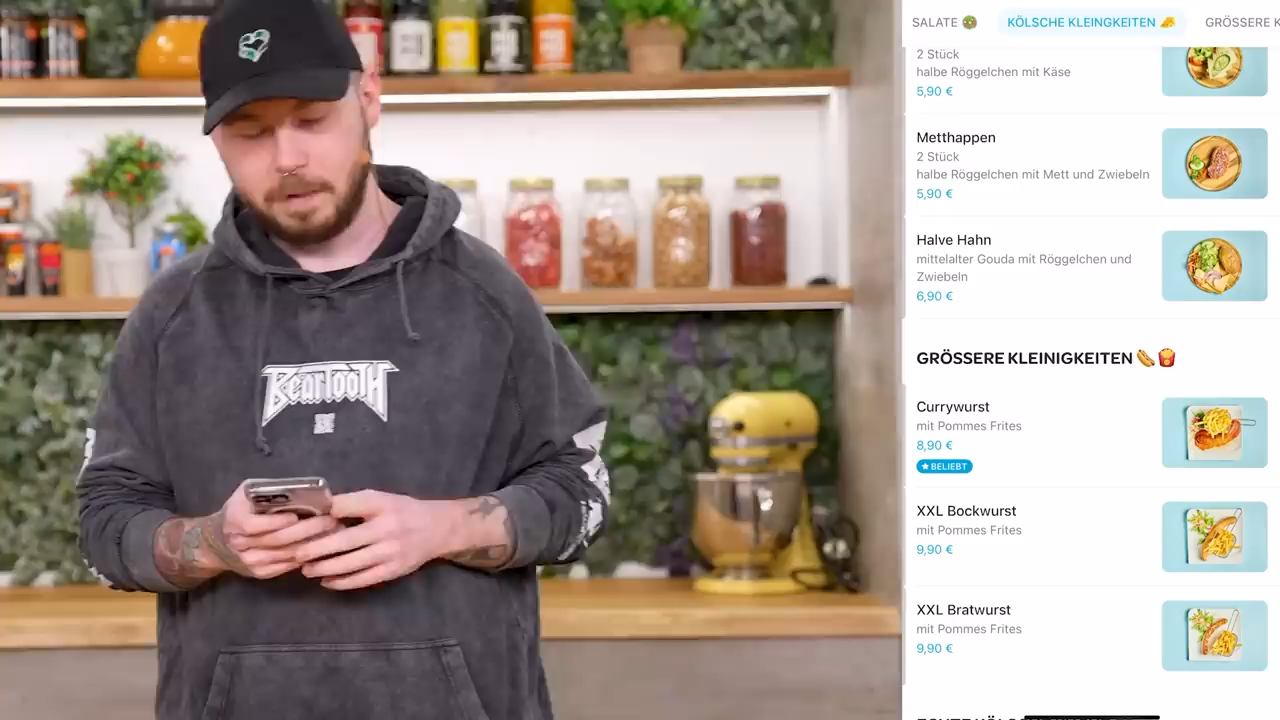 BEARTOOTH
SALATE
KÖLSCHE KLEINGKEITEN
GRÖSSERE K
2 Stück
halbe Röggelchen mit Käse
5,90 €
Metthappen
2 Stück
halbe Röggelchen mit Mett und Zwiebeln
5,90 €
Halve Hahn
mittelalter Gouda mit Röggelchen und
Zwiebeln
6,90 €
GRÖSSERE KLEINIGKEITEN
Currywurst
mit Pommes Frites
8,90 €
BELIEBT
XXL Bockwurst
mit Pommes Frites
9,90 €
XXL Bratwurst
mit Pommes Frites
9,90 €